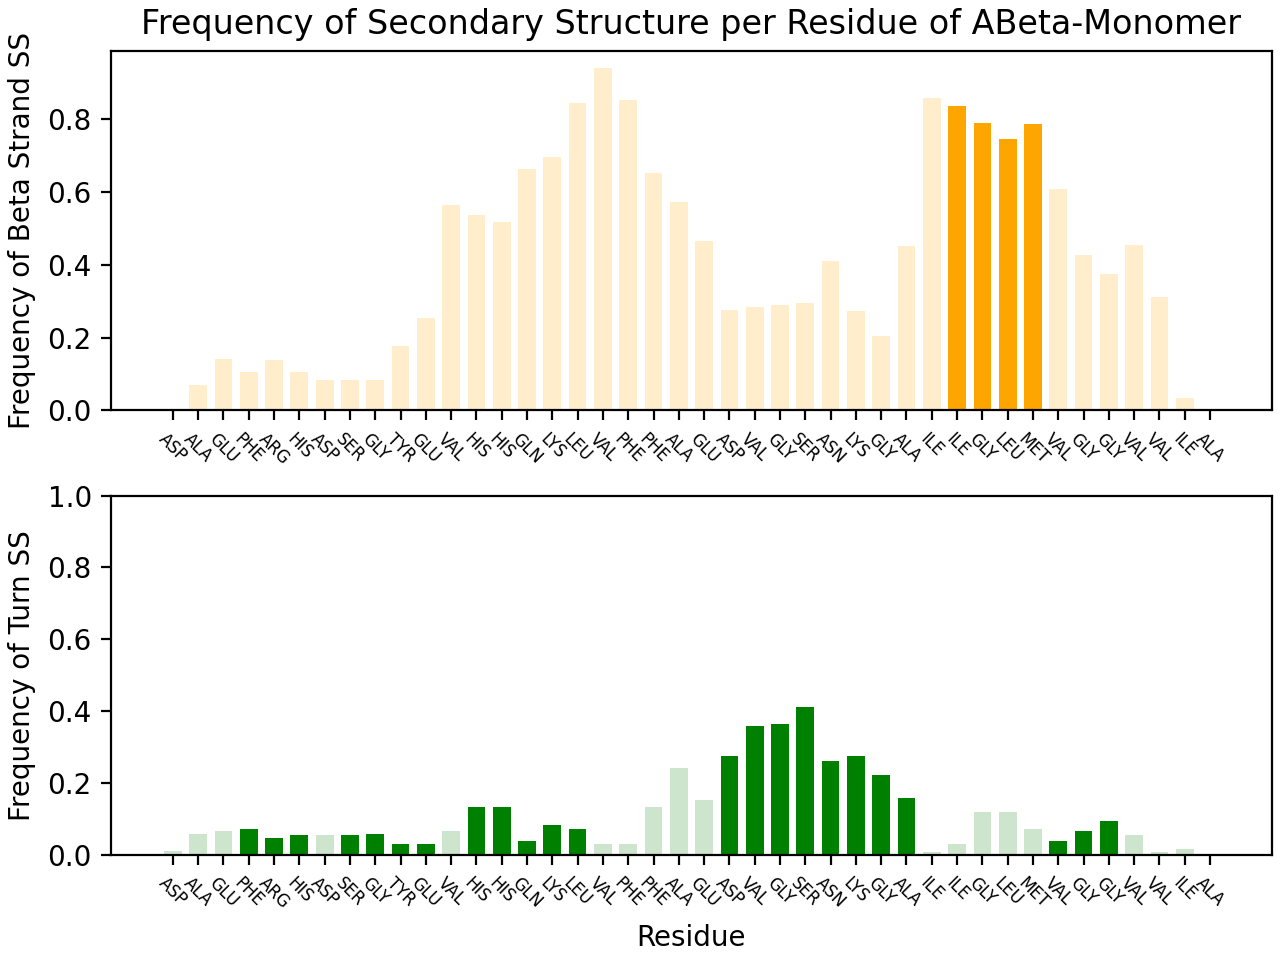 Frequency of Secondary Structure per Residue of ABeta-Monomer
Frequency of Beta Strand SS
0.8
0.6
0.4
0.2
0.0
ASP ALA GLU PHE ARG HIS ASP SER GLY TYR GLU VAL HIS HIS GLN LYS LEU VAL PHE PHE ALA GLU ASP VAL GLY SER ASN LYS GLY ALA ILE ILE GLY LEU MET VAL GLY GLY VAL VAL ILE ALA
Frequency of Turn SS
1.0
0.8
0.6
0.4
0.2
0.0
ASP ALA GLU PHE ARG HIS ASP SER GLY TYR GLU VAL HIS HIS GLN LYS LEU VAL PHE PHE ALA GLU ASP VAL GLY SER ASN LYS GLY ALA ILE ILE GLY LEU MET VAL GLY GLY VAL VAL ILE ALA
Residue